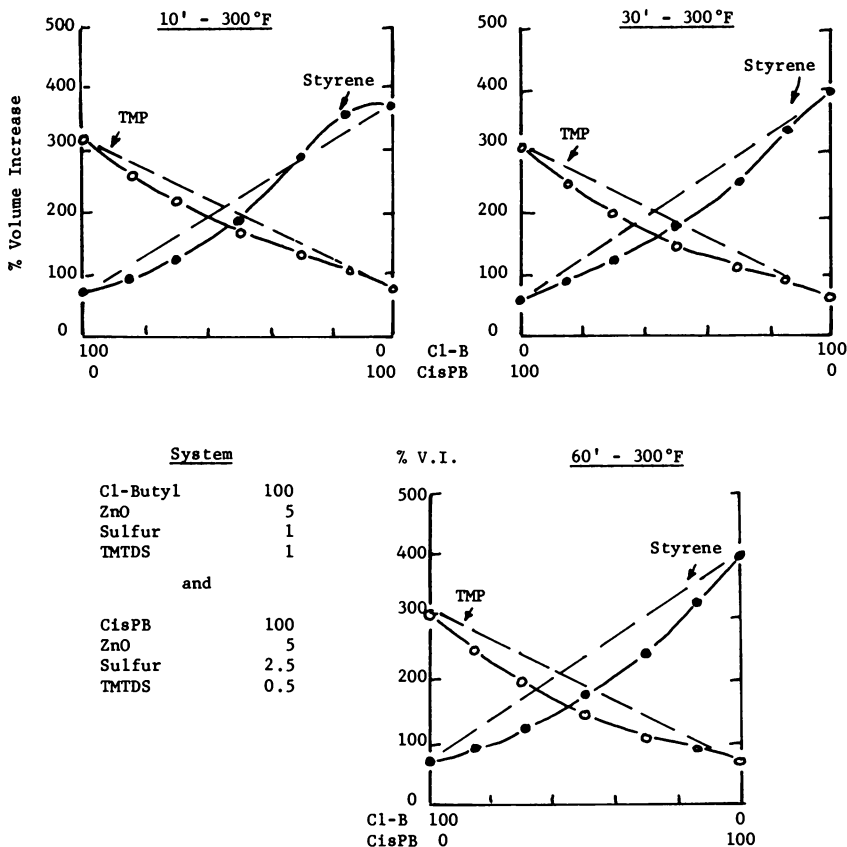 10' - 300°F
% Volume Increase
500
400
300
200
100
0
TMP
Styrene
100 0
0 100
30' - 300°F
500
400
300
200
100
0
TMP
Styrene
Cl-B 0 100
CisPB 100 0
System
Cl-Butyl 100
ZnO 5
Sulfur 1
TMTDS 1
and
CisPB 100
ZnO 5
Sulfur 2.5
TMTDS 0.5
% V.I.
60' - 300°F
500
400
300
200
100
0
TMP
Styrene
Cl-B 100 0
CisPB 0 100